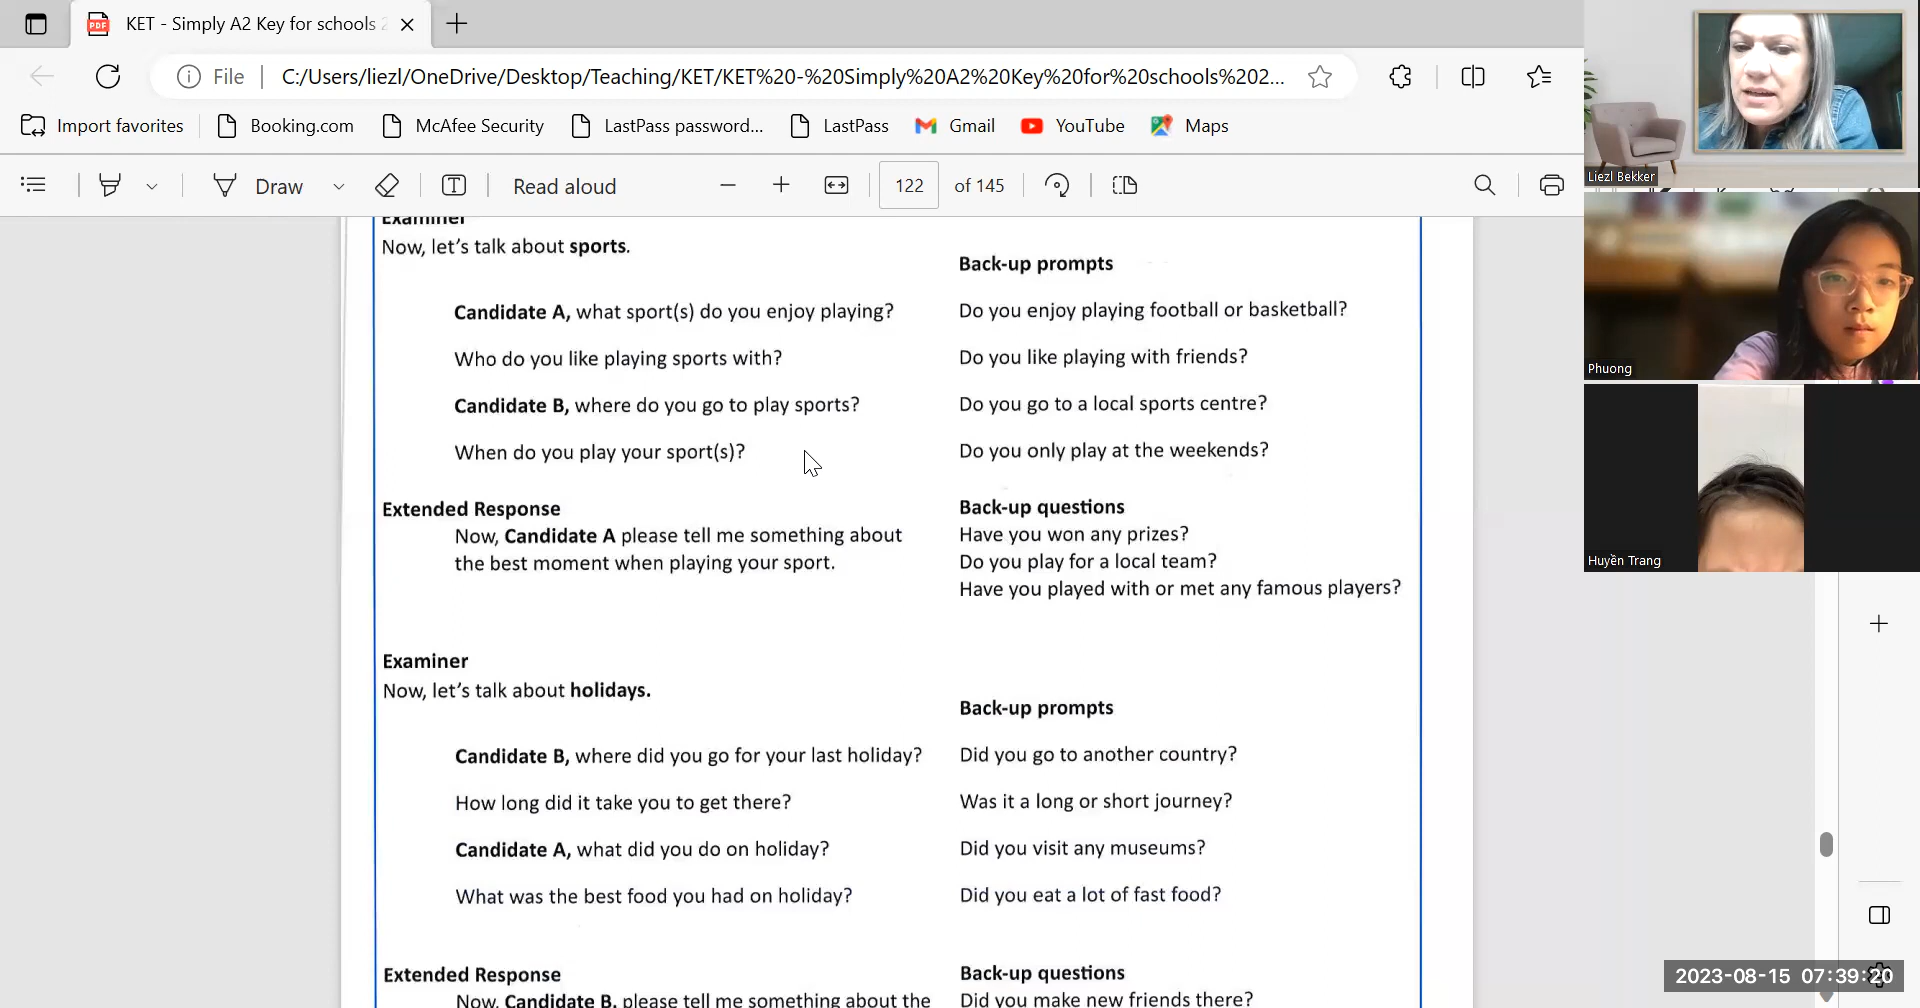 KET - Simply A2 Key for schools 2
File
C:/Users/liezl/OneDrive/Desktop/Teaching/KET/KET%20-%20Simply%20A2%20Key%20for%20schools%202...
Import favorites
Booking.com
McAfee Security
LastPass password...
LastPass
Gmail
YouTube
Maps
Draw
Read aloud
122
of 145
Examiner
Now, let's talk about sports.
Back-up prompts
Candidate A, what sport(s) do you enjoy playing?
Do you enjoy playing football or basketball?
Who do you like playing sports with?
Do you like playing with friends?
Candidate B, where do you go to play sports?
Do you go to a local sports centre?
When do you play your sport(s)?
Do you only play at the weekends?
Extended Response
Now, Candidate A please tell me something about
the best moment when playing your sport.
Back-up questions
Have you won any prizes?
Do you play for a local team?
Have you played with or met any famous players?
Examiner
Now, let's talk about holidays.
Back-up prompts
Candidate B, where did you go for your last holiday?
Did you go to another country?
How long did it take you to get there?
Was it a long or short journey?
Candidate A, what did you do on holiday?
Did you visit any museums?
What was the best food you had on holiday?
Did you eat a lot of fast food?
Extended Response
Now, Candidate B, please tell me something about the
Back-up questions
Did you make new friends there?
Liezl Bekker
Phuong
Huyền Trang
2023-08-15 07:39:20